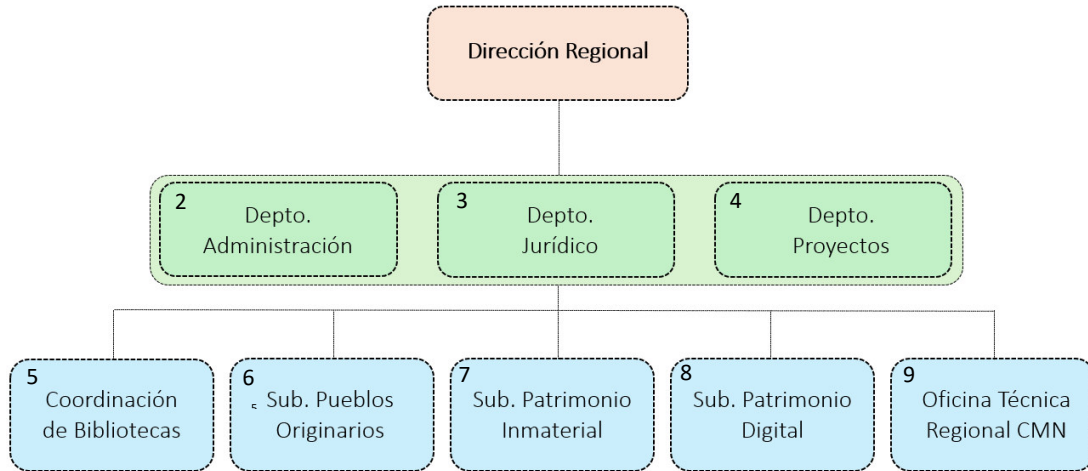 Dirección Regional
2
Depto.
Administración
3
Depto.
Jurídico
4
Depto.
Proyectos
5
Coordinación
de Bibliotecas
6
Sub. Pueblos
Originarios
7
Sub. Patrimonio
Inmaterial
8
Sub. Patrimonio
Digital
9
Oficina Técnica
Regional CMN